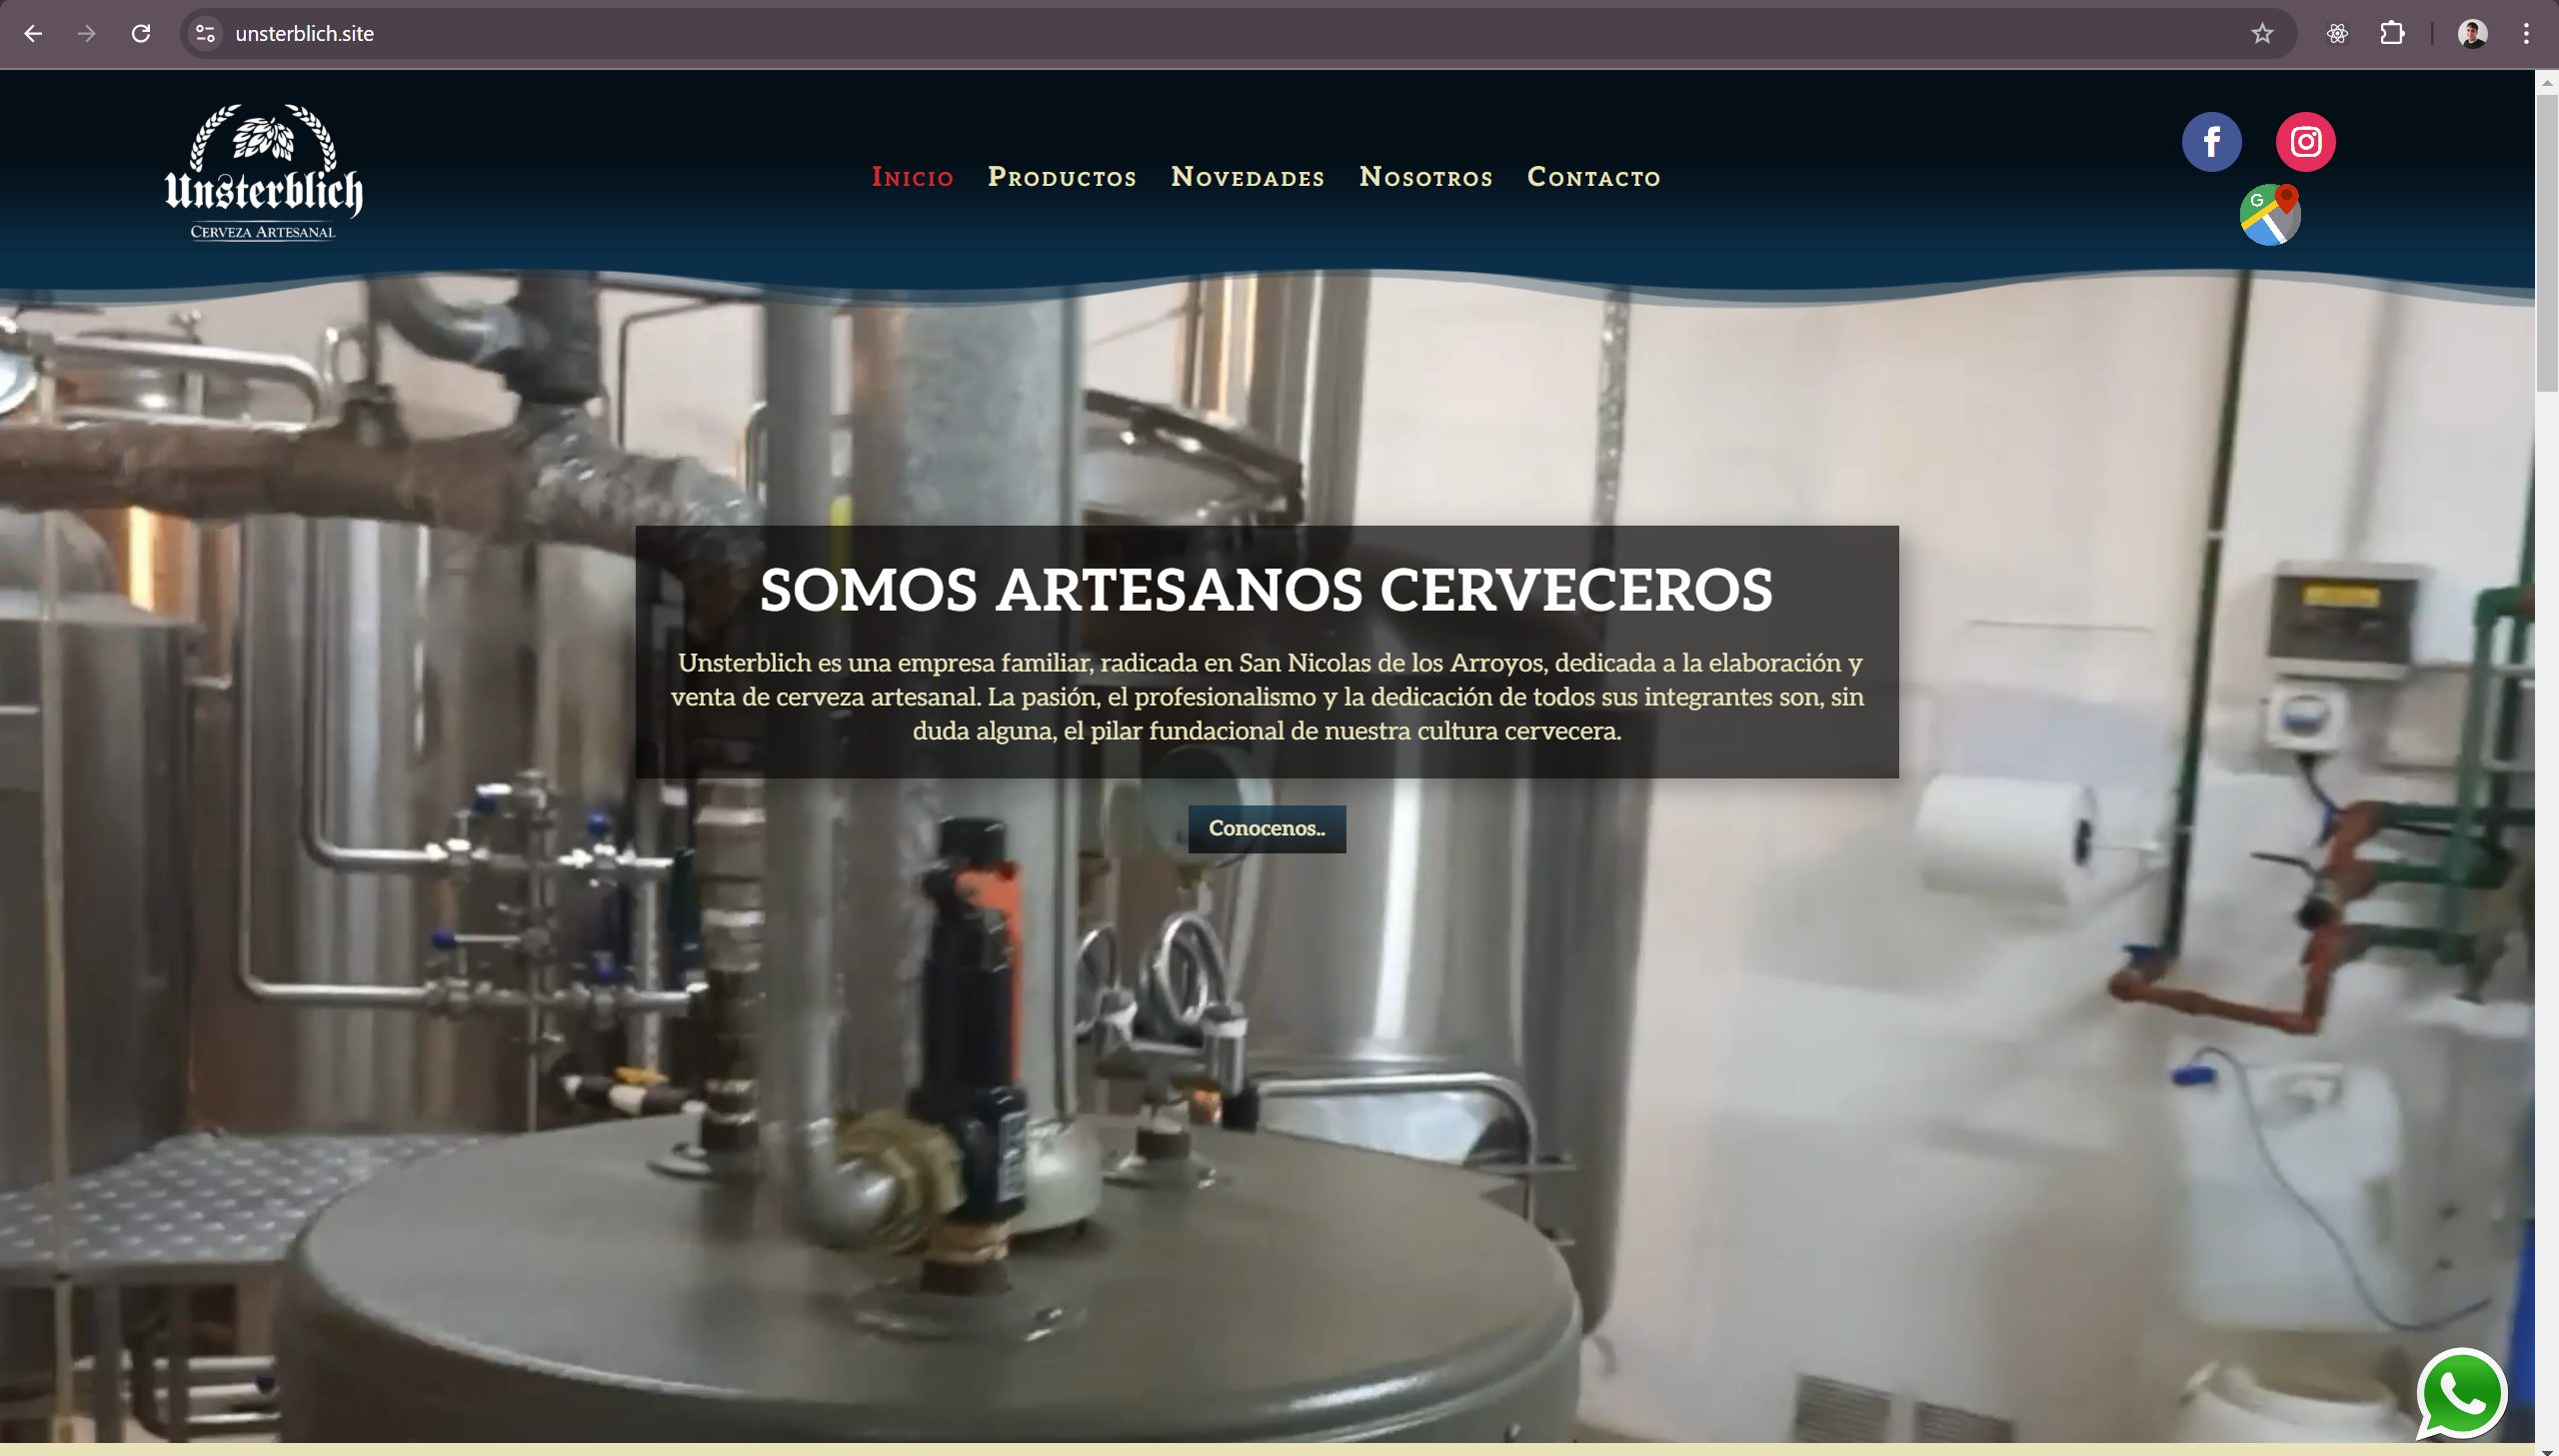 unsterblich.site
Unsterblich
CERVEZA ARTESANAL
INICIO PRODUCTOS NOVEDADES NOSOTROS CONTACTO
f
G
SOMOS ARTESANOS CERVECEROS
Unsterblich es una empresa familiar, radicada en San Nicolas de los Arroyos, dedicada a la elaboración y
venta de cerveza artesanal. La pasión, el profesionalismo y la dedicación de todos sus integrantes son, sin
duda alguna, el pilar fundacional de nuestra cultura cervecera.
Conocenos..